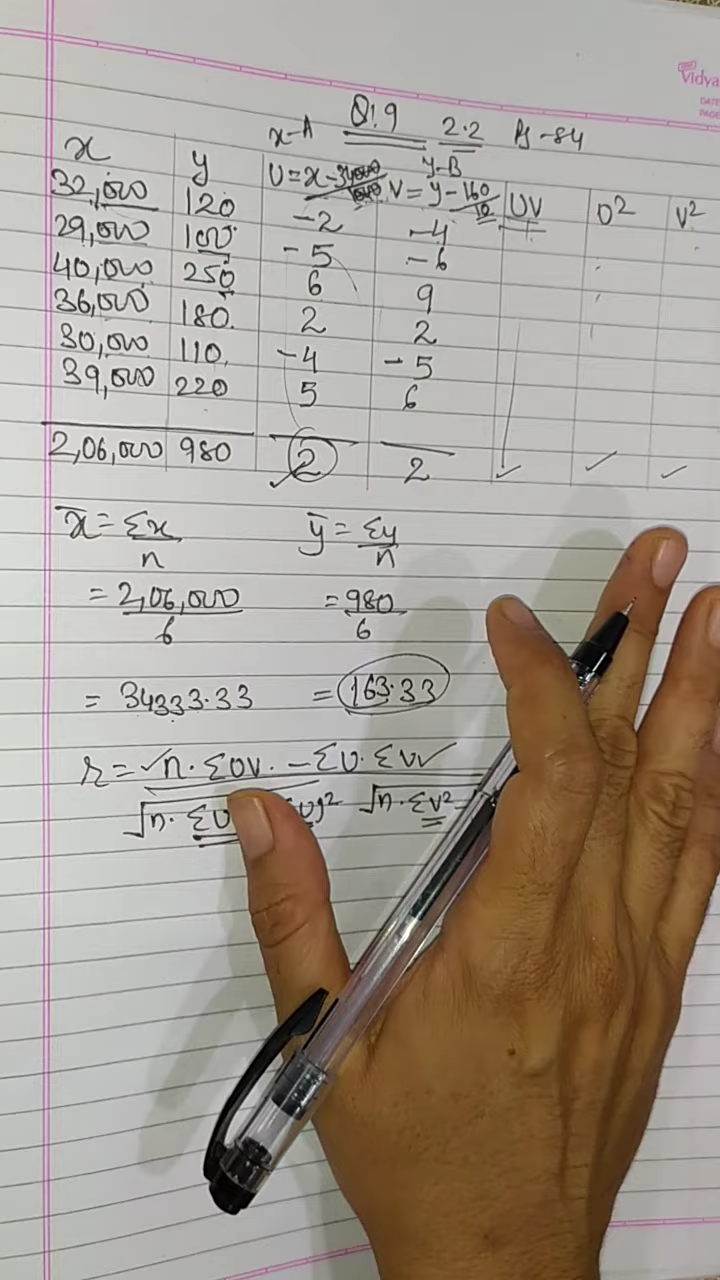 Vidya
DATE
PAGE
Q.9 2.2 Pg-84
x-A y-B
x y U=x-34000/1000 V=y-160/10 UV U² V²
32,000 120 -2 -4
29,000 100 -5 -6
40,000 250 6 9
36,000 180. 2 2
30,000 110. -4 -5
39,000 220 5 6
2,06,000 980 2 2 ✓ ✓ ✓
x̄=Σx/n ȳ=Σy/n
=2,06,000/6 =980/6
=34333.33 =163.33
r=✓n·ΣUV·-ΣU·ΣV✓
√n·ΣU U)² √n·ΣV²